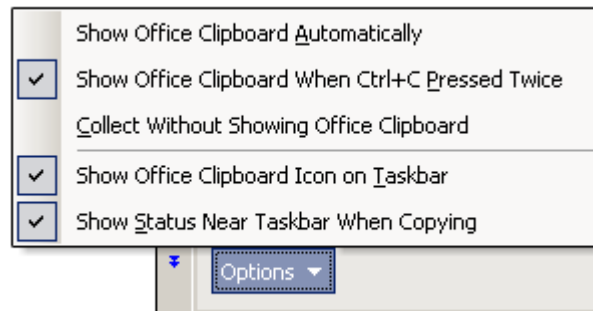 Show Office Clipboard Automatically
Show Office Clipboard When Ctrl+C Pressed Twice
Collect Without Showing Office Clipboard
Show Office Clipboard Icon on Taskbar
Show Status Near Taskbar When Copying
Options